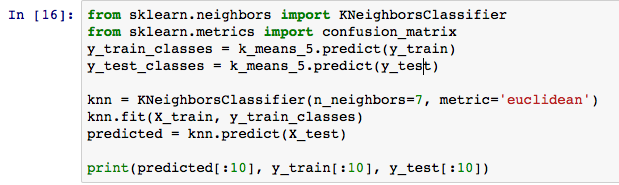 In [16]: from sklearn.neighbors import KNeighborsClassifier
from sklearn.metrics import confusion_matrix
y_train_classes = k_means_5.predict(y_train)
y_test_classes = k_means_5.predict(y_test)
knn = KNeighborsClassifier(n_neighbors=7, metric='euclidean')
knn.fit(X_train, y_train_classes)
predicted = knn.predict(X_test)
print(predicted[:10], y_train[:10], y_test[:10])